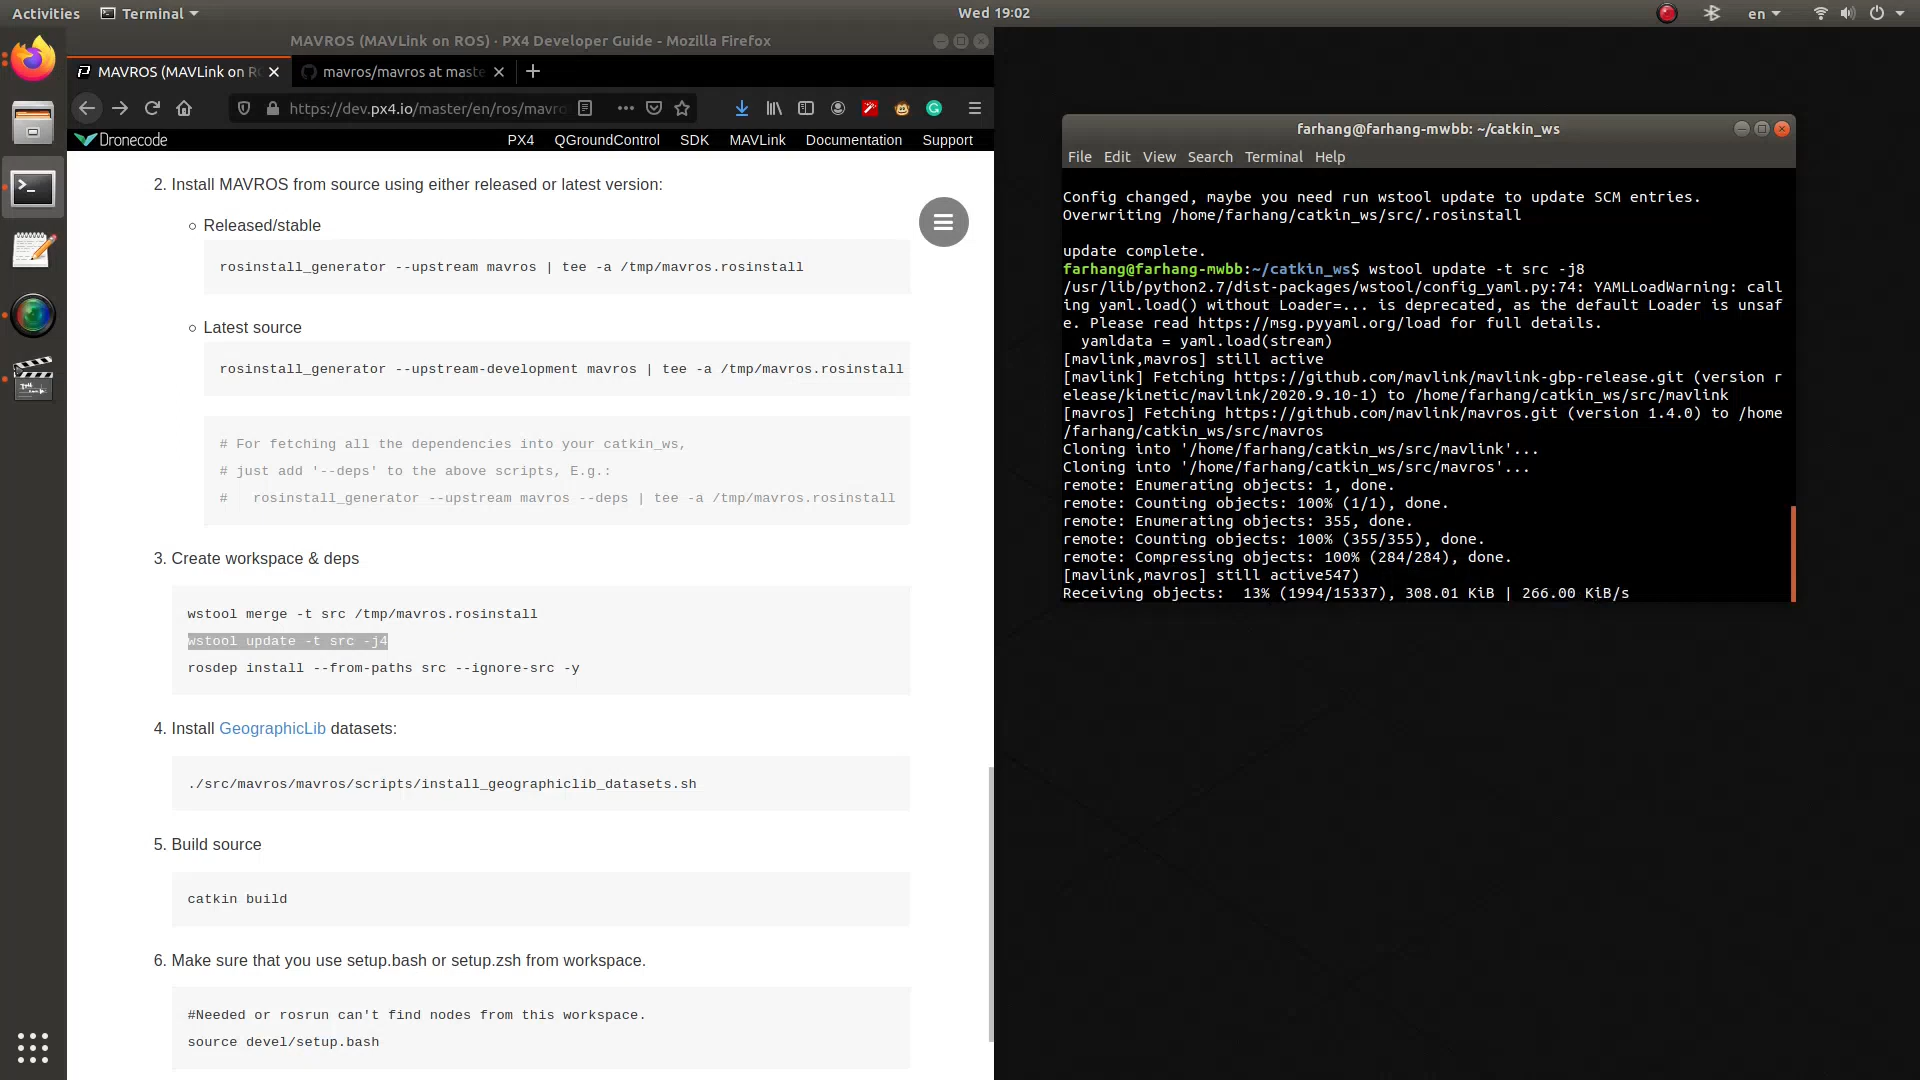 Activities
Terminal
Wed 19:02
en
MAVROS (MAVLink on ROS) · PX4 Developer Guide - Mozilla Firefox
MAVROS (MAVLink on R
mavros/mavros at maste
https://dev.px4.io/master/en/ros/mavro
Dronecode
PX4
QGroundControl
SDK
MAVLink
Documentation
Support
2. Install MAVROS from source using either released or latest version:
Released/stable
rosinstall_generator --upstream mavros | tee -a /tmp/mavros.rosinstall
Latest source
rosinstall_generator --upstream-development mavros | tee -a /tmp/mavros.rosinstall
# For fetching all the dependencies into your catkin_ws,
# just add '--deps' to the above scripts, E.g.:
#   rosinstall_generator --upstream mavros --deps | tee -a /tmp/mavros.rosinstall
3. Create workspace & deps
wstool merge -t src /tmp/mavros.rosinstall
wstool update -t src -j4
rosdep install --from-paths src --ignore-src -y
4. Install GeographicLib datasets:
./src/mavros/mavros/scripts/install_geographiclib_datasets.sh
5. Build source
catkin build
6. Make sure that you use setup.bash or setup.zsh from workspace.
#Needed or rosrun can't find nodes from this workspace.
source devel/setup.bash
farhang@farhang-mwbb: ~/catkin_ws
File Edit View Search Terminal Help
Config changed, maybe you need run wstool update to update SCM entries.
Overwriting /home/farhang/catkin_ws/src/.rosinstall
update complete.
farhang@farhang-mwbb:~/catkin_ws$ wstool update -t src -j8
/usr/lib/python2.7/dist-packages/wstool/config_yaml.py:74: YAMLLoadWarning: call
ing yaml.load() without Loader=... is deprecated, as the default Loader is unsaf
e. Please read https://msg.pyyaml.org/load for full details.
  yamldata = yaml.load(stream)
[mavlink,mavros] still active
[mavlink] Fetching https://github.com/mavlink/mavlink-gbp-release.git (version r
elease/kinetic/mavlink/2020.9.10-1) to /home/farhang/catkin_ws/src/mavlink
[mavros] Fetching https://github.com/mavlink/mavros.git (version 1.4.0) to /home
/farhang/catkin_ws/src/mavros
Cloning into '/home/farhang/catkin_ws/src/mavlink'...
Cloning into '/home/farhang/catkin_ws/src/mavros'...
remote: Enumerating objects: 1, done.
remote: Counting objects: 100% (1/1), done.
remote: Enumerating objects: 355, done.
remote: Counting objects: 100% (355/355), done.
remote: Compressing objects: 100% (284/284), done.
[mavlink,mavros] still active547)
Receiving objects:  13% (1994/15337), 308.01 KiB | 266.00 KiB/s